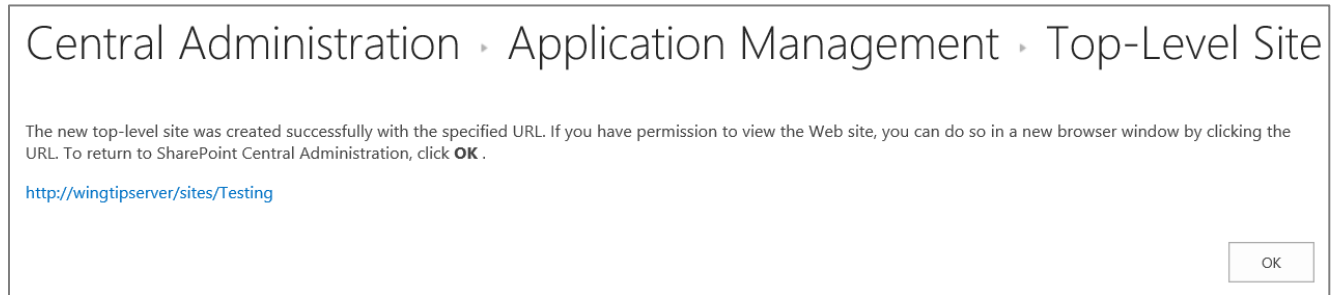 Central Administration ▸ Application Management ▸ Top-Level Site
The new top-level site was created successfully with the specified URL. If you have permission to view the Web site, you can do so in a new browser window by clicking the
URL. To return to SharePoint Central Administration, click OK .
http://wingtipserver/sites/Testing
OK